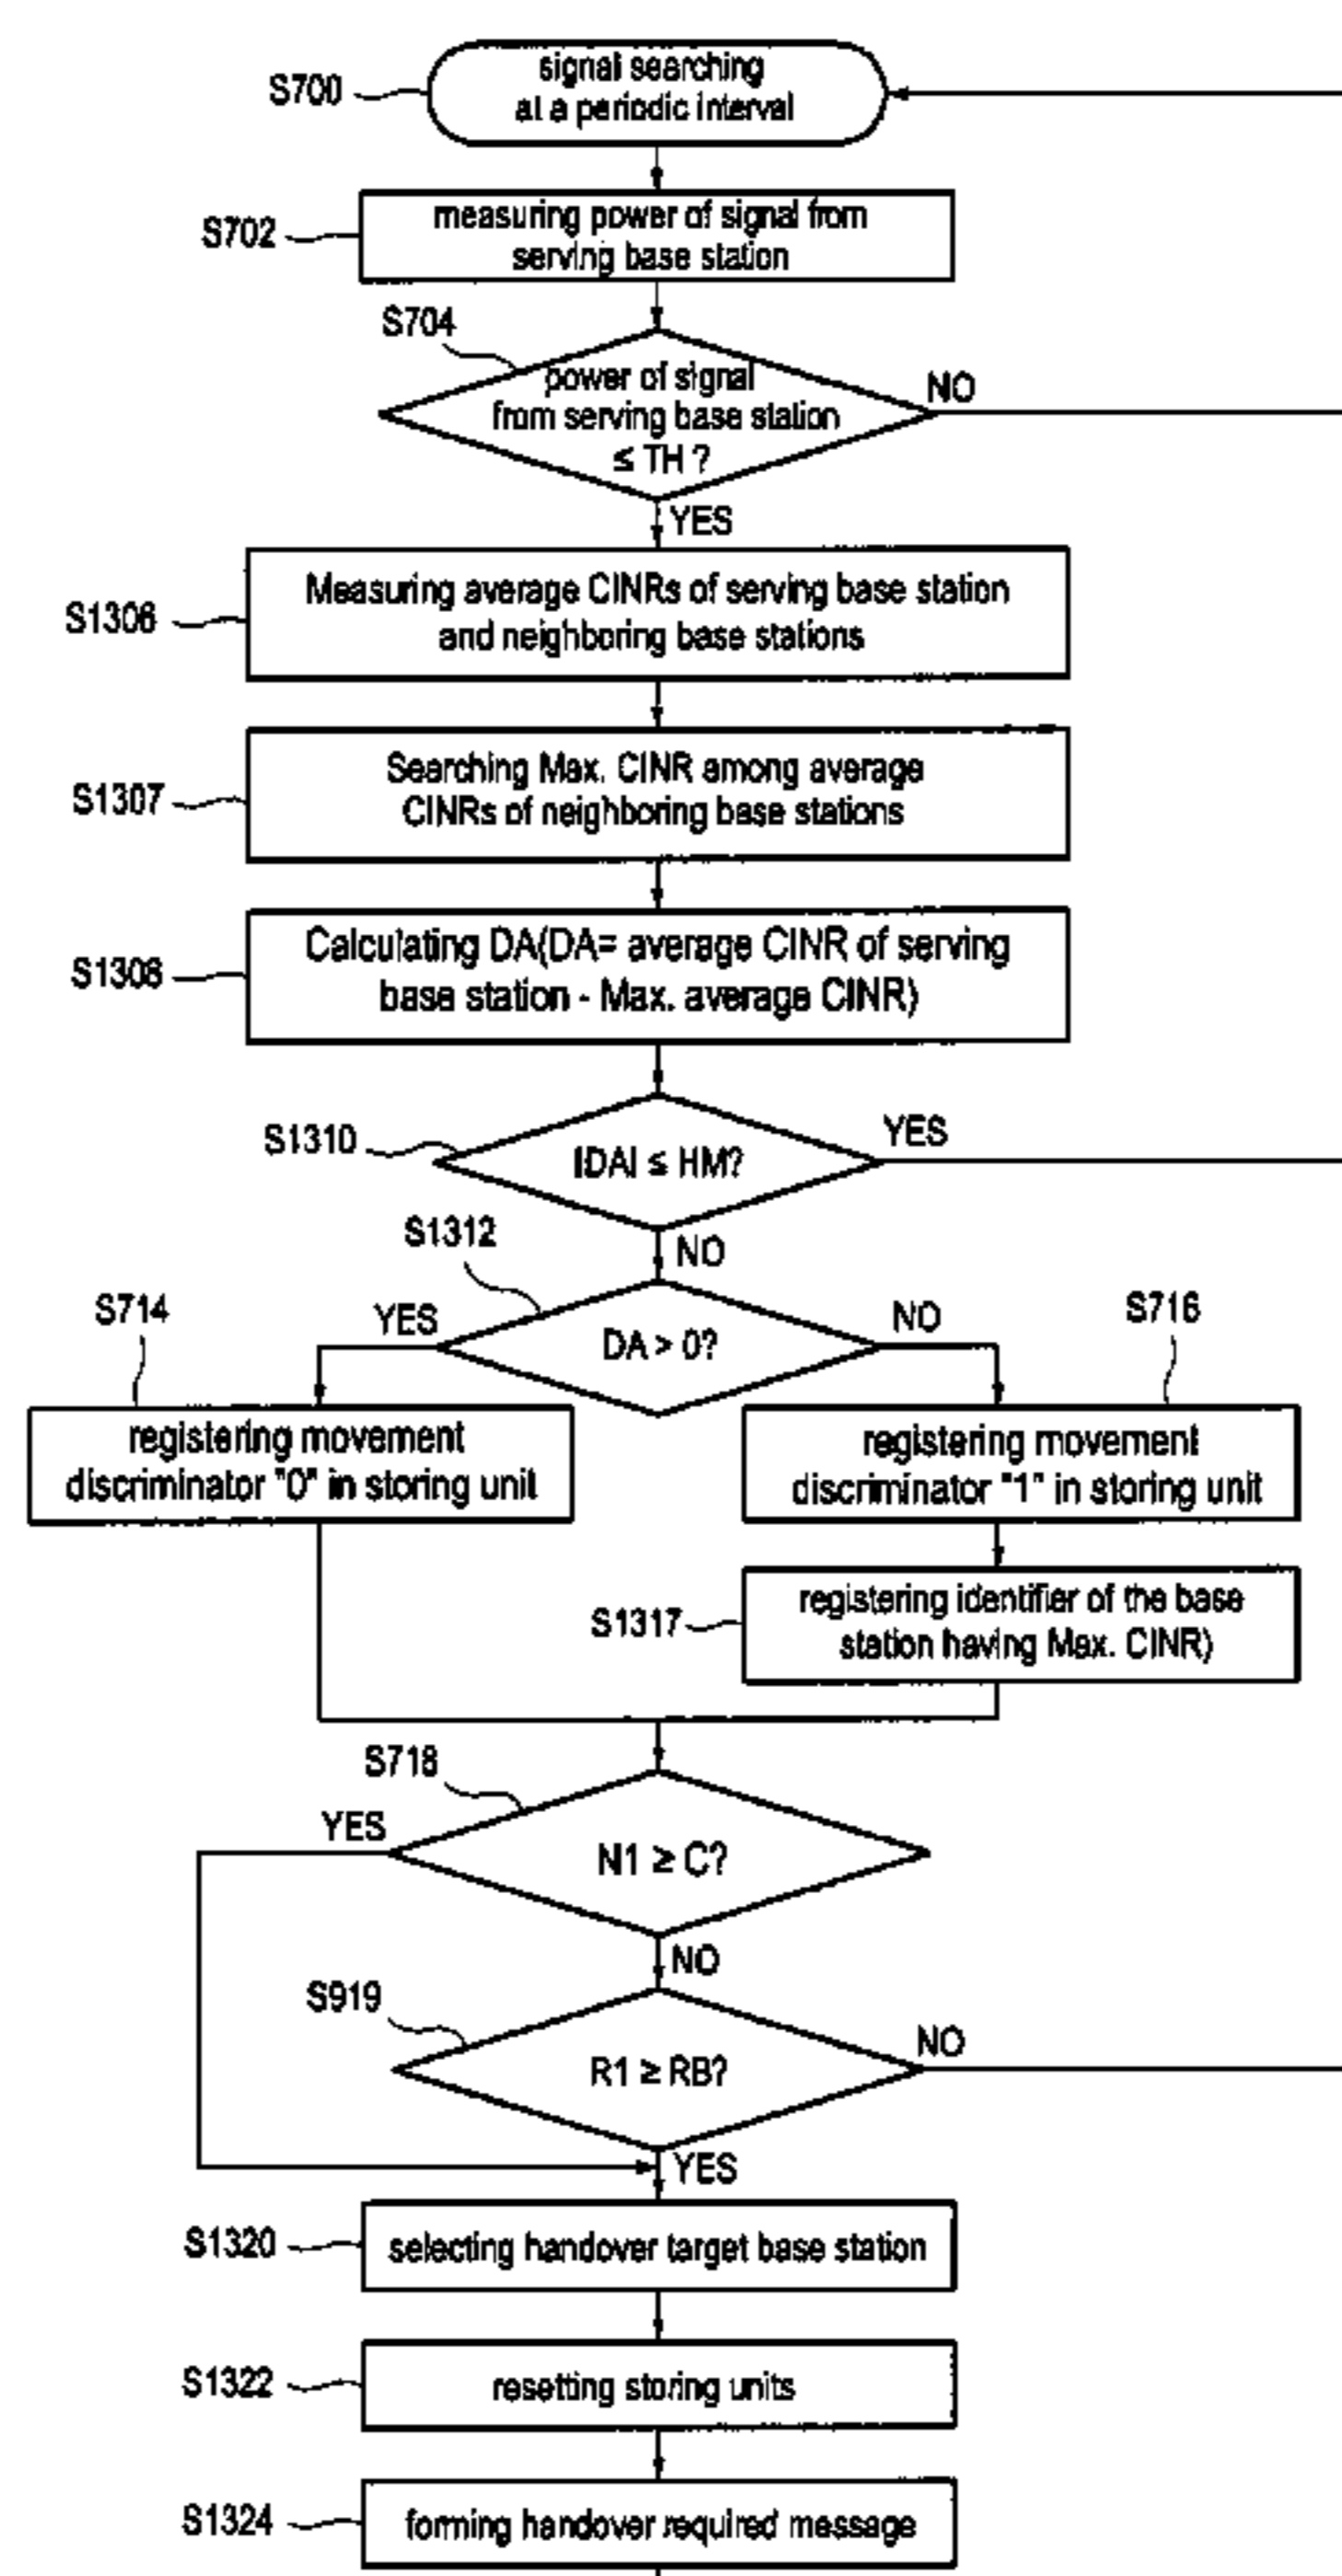 S700
signal searching
at a periodic interval
S702
measuring power of signal from
serving base station
S704
power of signal
from serving base station
≤ TH ?
NO
YES
S1306
Measuring average CINRs of serving base station
and neighboring base stations
S1307
Searching Max. CINR among average
CINRs of neighboring base stations
S1308
Calculating DA(DA= average CINR of serving
base station - Max. average CINR)
S1310
|DA| ≤ HM?
YES
NO
S1312
DA > 0?
YES
NO
S714
registering movement
discriminator "0" in storing unit
S716
registering movement
discriminator "1" in storing unit
S1317
registering identifier of the base
station having Max. CINR)
S718
YES
N1 ≥ C?
NO
S919
R1 ≥ RB?
NO
YES
S1320
selecting handover target base station
S1322
resetting storing units
S1324
forming handover required message